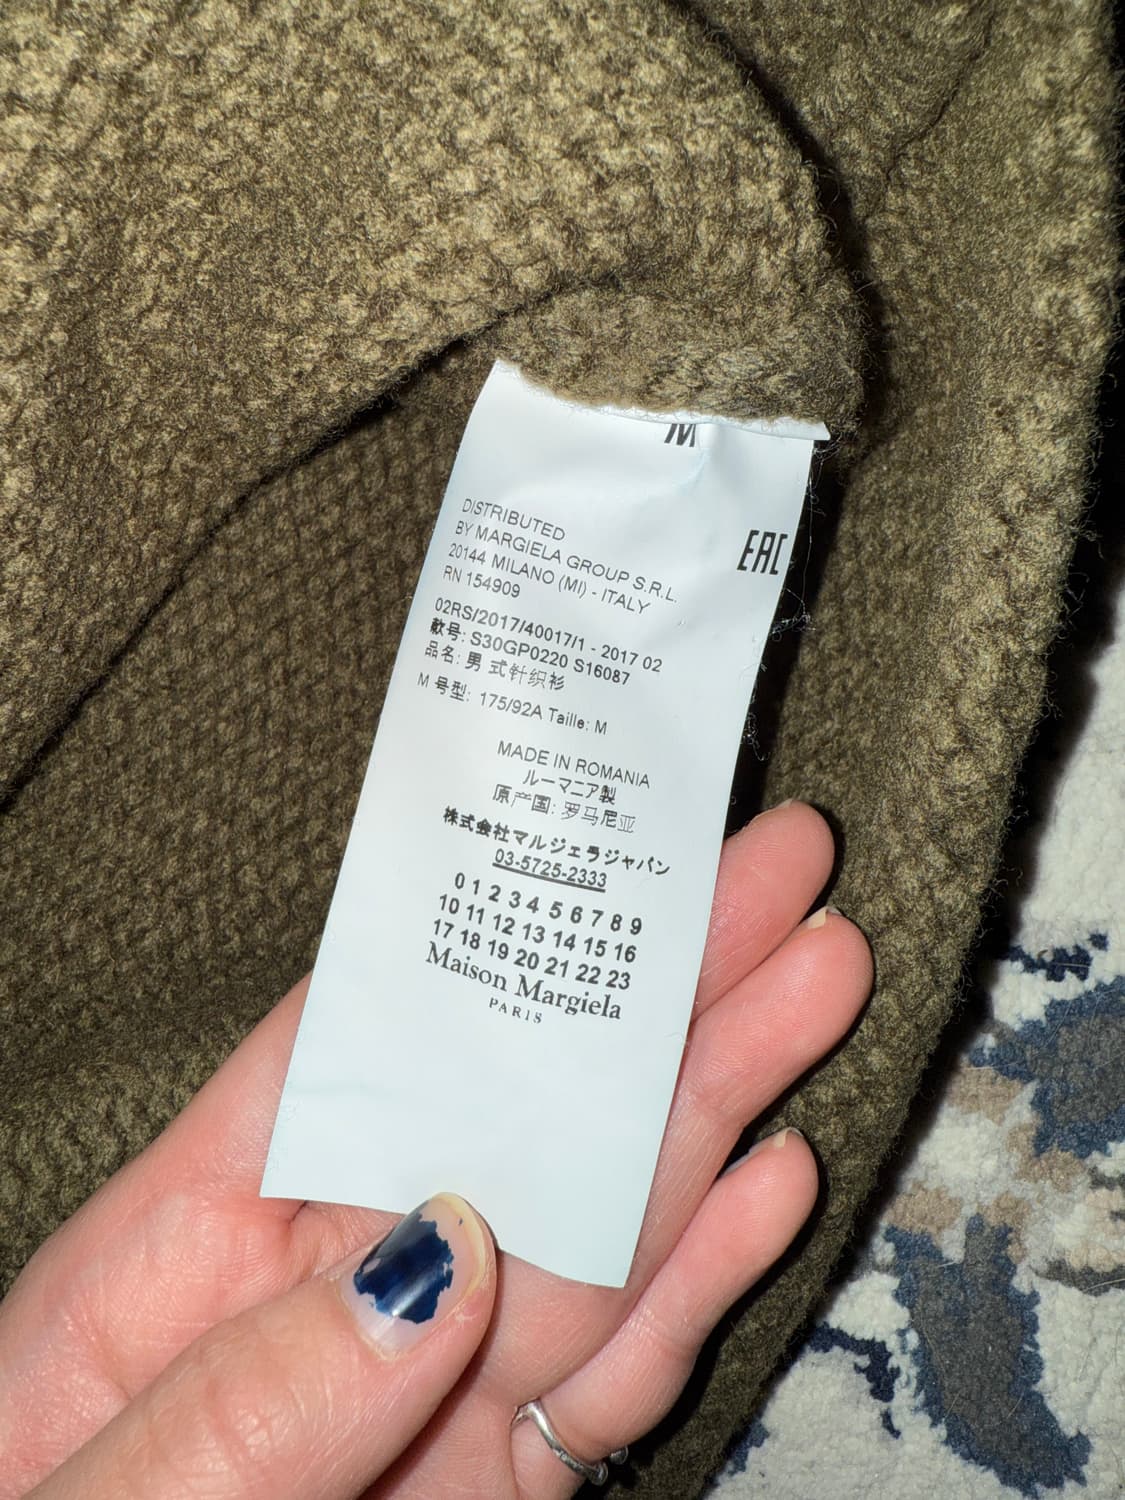 M
EAC
DISTRIBUTED
BY MARGIELA GROUP S.R.L.
20144 MILANO (MI) - ITALY
RN 154909
02RS/2017/40017/1 - 2017 02
款号: S30GP0220 S16087
品名: 男 式针织衫
M 号型: 175/92A Taille: M
MADE IN ROMANIA
ルーマニア製
原产国: 罗马尼亚
株式会社マルジェラジャパン
03-5725-2333
0 1 2 3 4 5 6 7 8 9
10 11 12 13 14 15 16
17 18 19 20 21 22 23
Maison Margiela
PARIS